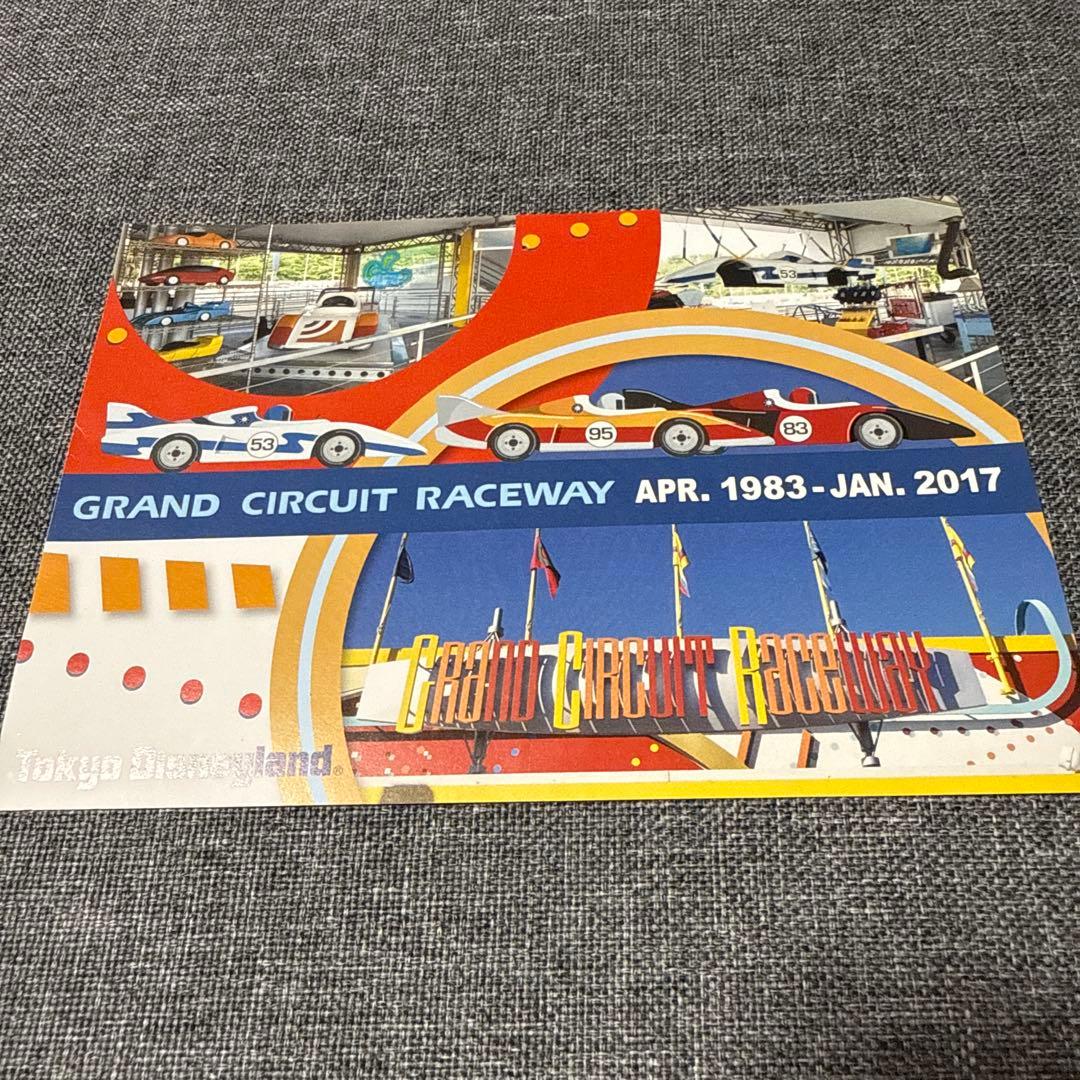 53
53
95
83
GRAND CIRCUIT RACEWAY APR. 1983-JAN. 2017
GRAND CIRCUIT RACEWAY
Tokyo Disneyland®